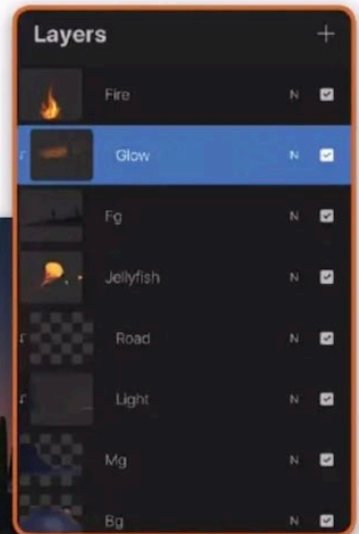 Layers +
Fire N
Glow N
Fg N
Jellyfish N
Road N
Light N
Mg N
Bg N